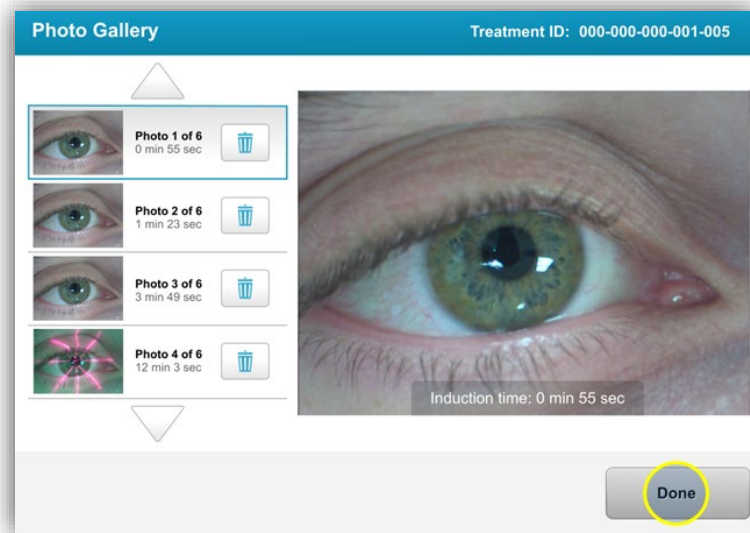 Photo Gallery
Treatment ID: 000-000-000-001-005
Photo 1 of 6
0 min 55 sec
Photo 2 of 6
1 min 23 sec
Photo 3 of 6
3 min 49 sec
Photo 4 of 6
12 min 3 sec
Induction time: 0 min 55 sec
Done